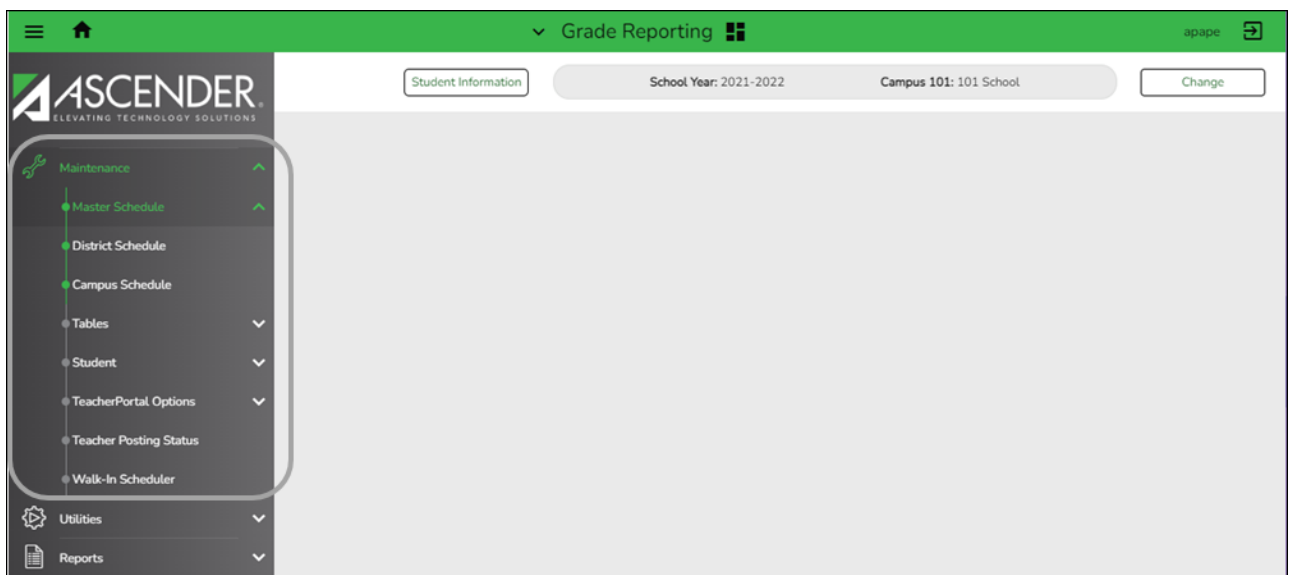 Grade Reporting
apape
ASCENDER.
ELEVATING TECHNOLOGY SOLUTIONS
Student Information
School Year: 2021-2022
Campus 101: 101 School
Change
Maintenance
Master Schedule
District Schedule
Campus Schedule
Tables
Student
TeacherPortal Options
Teacher Posting Status
Walk-In Scheduler
Utilities
Reports